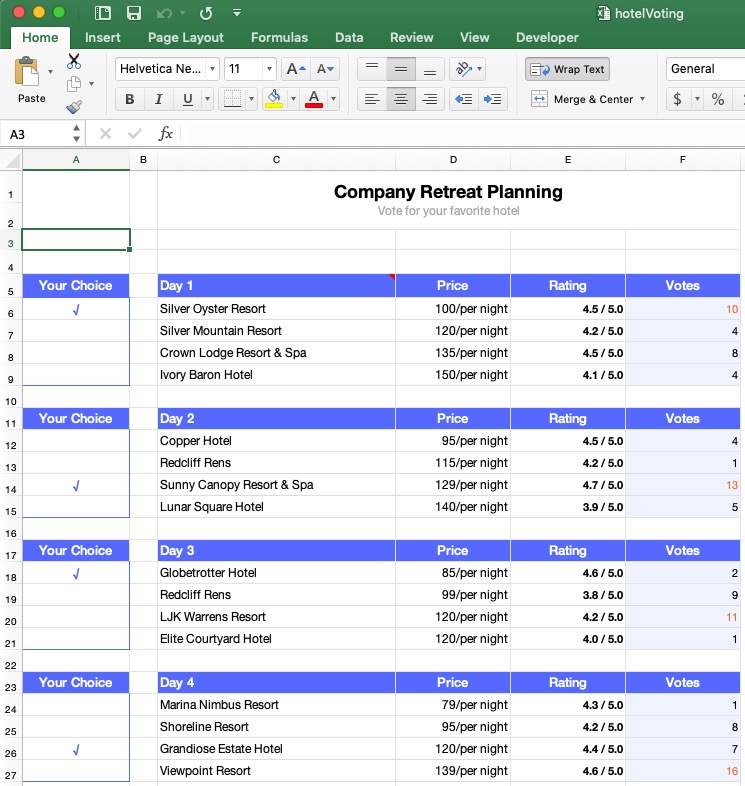 hotelVoting
Home Insert Page Layout Formulas Data Review View Developer
Helvetica Ne... 11 A A Wrap Text General
Paste B I U A Merge & Center $ %
A3 fx
A B C D E F
1 Company Retreat Planning
2 Vote for your favorite hotel
3
4
5 Your Choice Day 1 Price Rating Votes
6 √ Silver Oyster Resort 100/per night 4.5 / 5.0 10
7 Silver Mountain Resort 120/per night 4.2 / 5.0 4
8 Crown Lodge Resort & Spa 135/per night 4.5 / 5.0 8
9 Ivory Baron Hotel 150/per night 4.1 / 5.0 4
10
11 Your Choice Day 2 Price Rating Votes
12 Copper Hotel 95/per night 4.5 / 5.0 4
13 Redcliff Rens 115/per night 4.2 / 5.0 1
14 √ Sunny Canopy Resort & Spa 129/per night 4.7 / 5.0 13
15 Lunar Square Hotel 140/per night 3.9 / 5.0 5
16
17 Your Choice Day 3 Price Rating Votes
18 √ Globetrotter Hotel 85/per night 4.6 / 5.0 2
19 Redcliff Rens 99/per night 3.8 / 5.0 9
20 LJK Warrens Resort 120/per night 4.2 / 5.0 11
21 Elite Courtyard Hotel 120/per night 4.0 / 5.0 1
22
23 Your Choice Day 4 Price Rating Votes
24 Marina Nimbus Resort 79/per night 4.3 / 5.0 1
25 Shoreline Resort 95/per night 4.2 / 5.0 8
26 √ Grandiose Estate Hotel 120/per night 4.4 / 5.0 7
27 Viewpoint Resort 139/per night 4.6 / 5.0 16